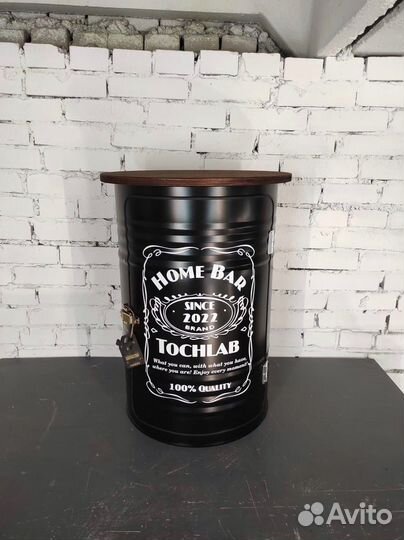 HOME BAR
SINCE
2022
BRAND
TOCHLAB
What you can, with what you have,
where you are! Enjoy every moment!
100% QUALITY
Avito